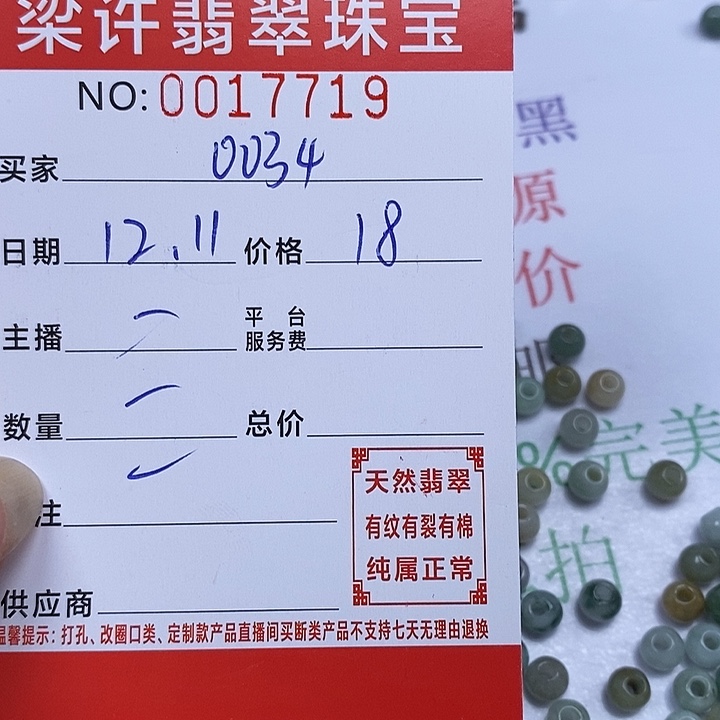 梁许翡翠珠宝
NO: 0017719
买家 0034
日期 12.11 价格 18
主播
平台
服务费
数量 总价
注
天然翡翠
有纹有裂有棉
纯属正常
供应商
温馨提示: 打孔、改圈口类、定制款产品直播间买断类产品不支持七天无理由退换
黑
原
价
%完美
拍